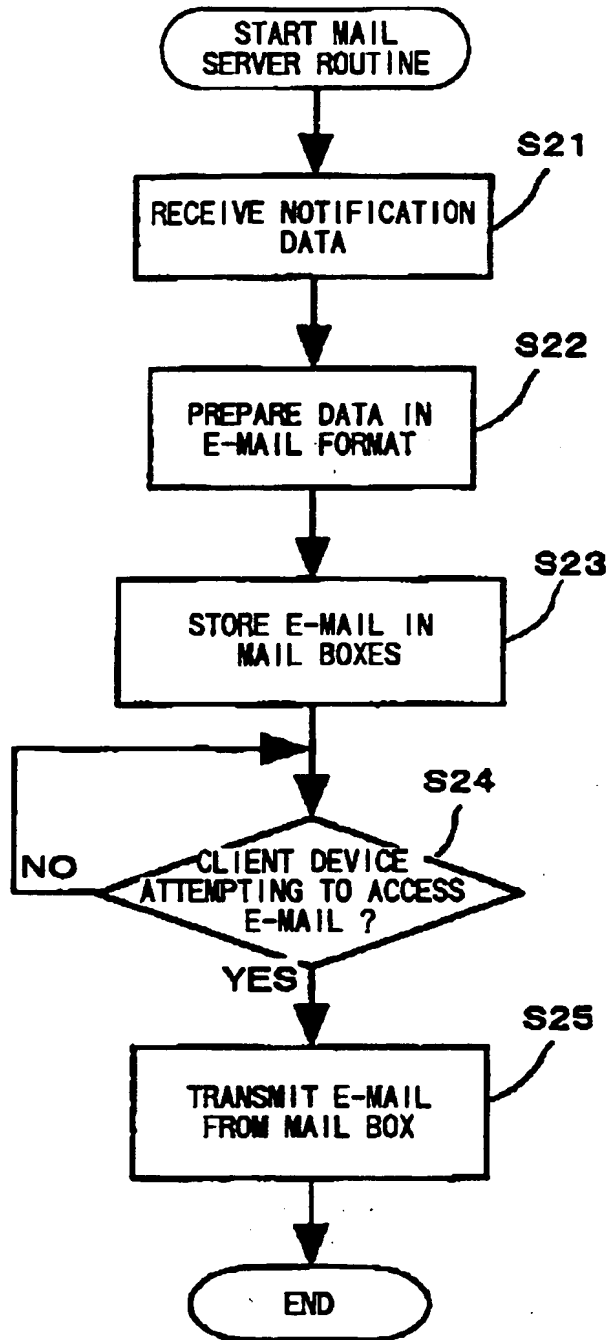 START MAIL
SERVER ROUTINE
S21
RECEIVE NOTIFICATION
DATA
S22
PREPARE DATA IN
E-MAIL FORMAT
S23
STORE E-MAIL IN
MAIL BOXES
S24
NO
CLIENT DEVICE
ATTEMPTING TO ACCESS
E-MAIL ?
YES
S25
TRANSMIT E-MAIL
FROM MAIL BOX
END